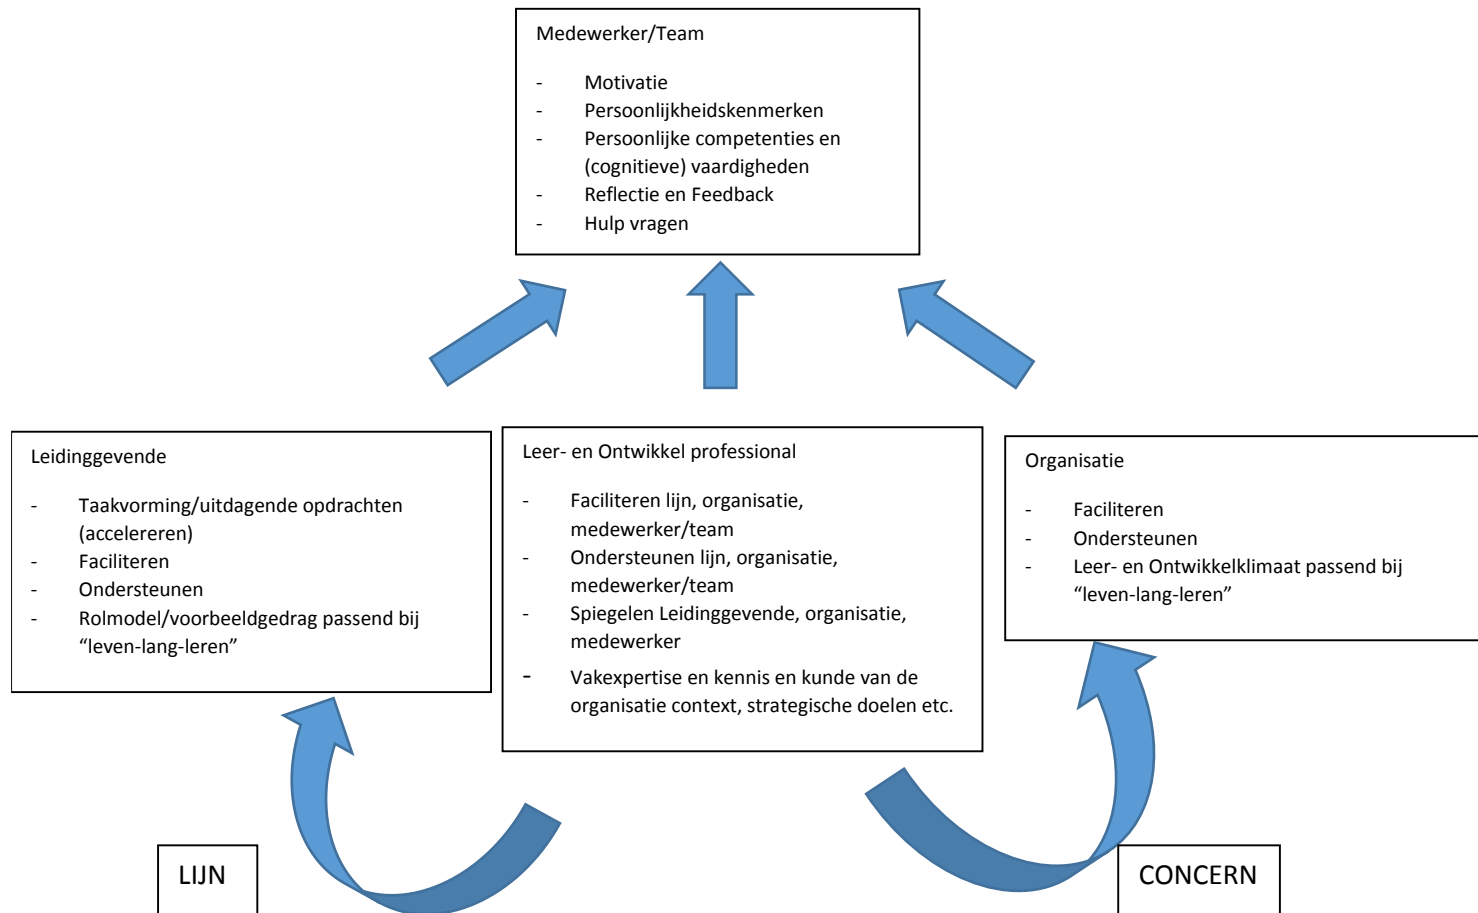 Medewerker/Team
- Motivatie
- Persoonlijkheidskenmerken
- Persoonlijke competenties en
(cognitieve) vaardigheden
- Reflectie en Feedback
- Hulp vragen
Leidinggevende
- Taakvorming/uitdagende opdrachten
(accelereren)
- Faciliteren
- Ondersteunen
- Rolmodel/voorbeeldgedrag passend bij
“leven-lang-leren”
Leer- en Ontwikkel professional
- Faciliteren lijn, organisatie,
medewerker/team
- Ondersteunen lijn, organisatie,
medewerker/team
- Spiegelen Leidinggevende, organisatie,
medewerker
- Vakexpertise en kennis en kunde van de
organisatie context, strategische doelen etc.
Organisatie
- Faciliteren
- Ondersteunen
- Leer- en Ontwikkelklimaat passend bij
“leven-lang-leren”
LIJN
CONCERN